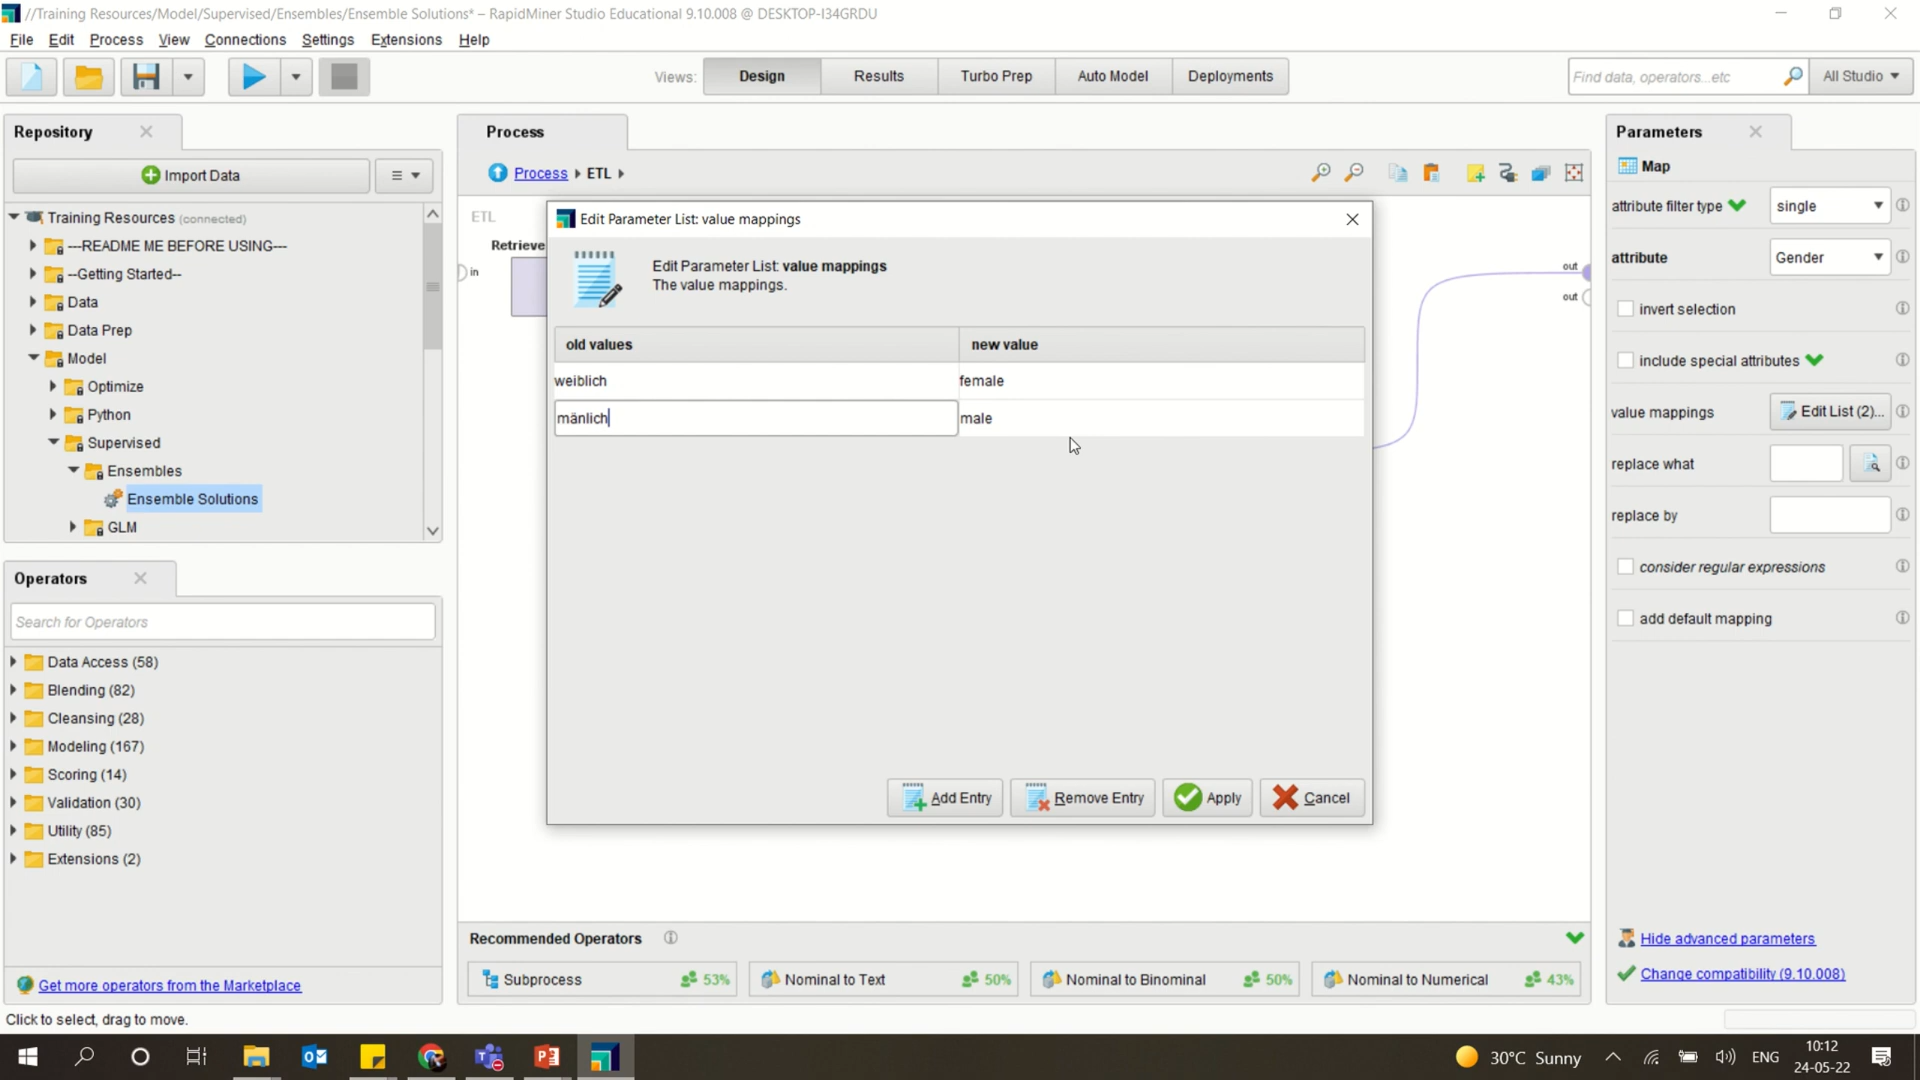 //Training Resources/Model/Supervised/Ensembles/Ensemble Solutions* – RapidMiner Studio Educational 9.10.008 @ DESKTOP-I34GRDU
File Edit Process View Connections Settings Extensions Help
Views: Design Results Turbo Prep Auto Model Deployments
Find data, operators...etc
All Studio
Repository
Import Data
Training Resources (connected)
---README ME BEFORE USING---
--Getting Started--
Data
Data Prep
Model
Optimize
Python
Supervised
Ensembles
Ensemble Solutions
GLM
Operators
Search for Operators
Data Access (58)
Blending (82)
Cleansing (28)
Modeling (167)
Scoring (14)
Validation (30)
Utility (85)
Extensions (2)
Get more operators from the Marketplace
Process
Process ETL
ETL
Retrieve
in
out
out
Edit Parameter List: value mappings
Edit Parameter List: value mappings
The value mappings.
old values new value
weiblich female
mänlich male
Add Entry Remove Entry Apply Cancel
Recommended Operators
Subprocess 53% Nominal to Text 50% Nominal to Binominal 50% Nominal to Numerical 43%
Parameters
Map
attribute filter type single
attribute Gender
invert selection
include special attributes
value mappings Edit List (2)...
replace what
replace by
consider regular expressions
add default mapping
Hide advanced parameters
Change compatibility (9.10.008)
Click to select, drag to move.
30°C Sunny ENG 10:12
24-05-22